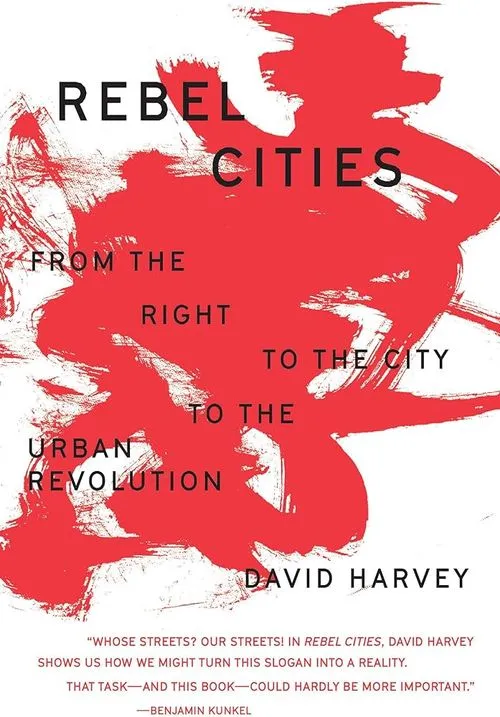 REBEL
CITIES
FROM THE
RIGHT
TO THE CITY
TO THE
URBAN
REVOLUTION
DAVID HARVEY
“WHOSE STREETS? OUR STREETS! IN REBEL CITIES, DAVID HARVEY
SHOWS US HOW WE MIGHT TURN THIS SLOGAN INTO A REALITY.
THAT TASK—AND THIS BOOK—COULD HARDLY BE MORE IMPORTANT.”
—BENJAMIN KUNKEL